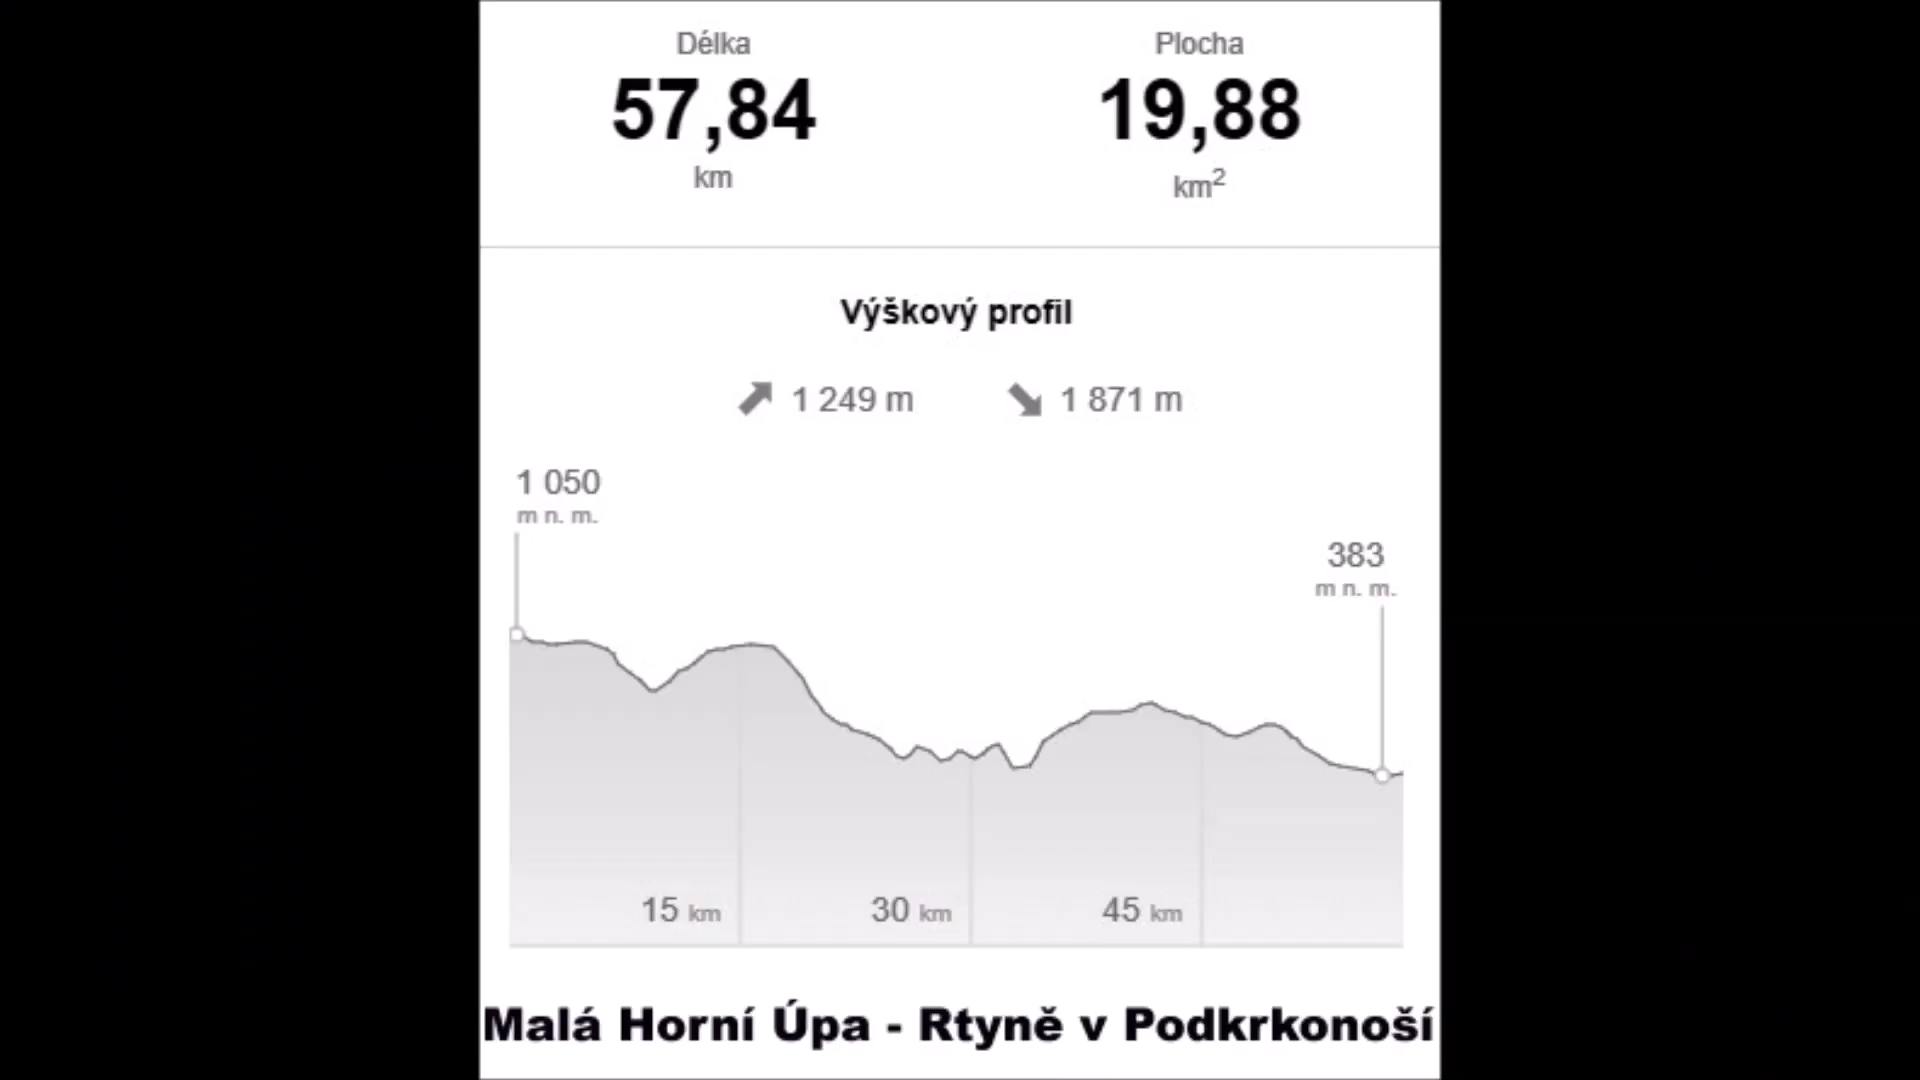 Délka
57,84
km
Plocha
19,88
km²
Výškový profil
1 249 m
1 871 m
1 050
m n. m.
383
m n. m.
15 km
30 km
45 km
Malá Horní Úpa - Rtyně v Podkrkonoší